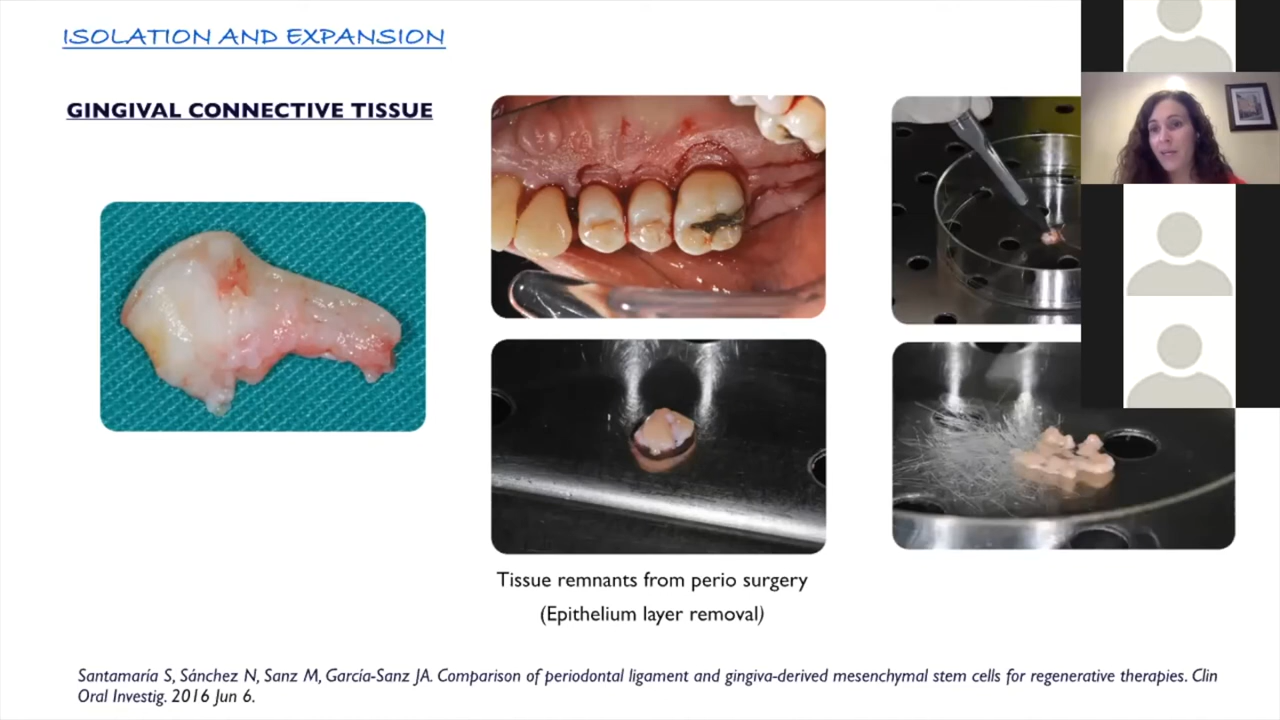 ISOLATION AND EXPANSION
GINGIVAL CONNECTIVE TISSUE
Tissue remnants from perio surgery
(Epithelium layer removal)
Santamaría S, Sánchez N, Sanz M, García-Sanz JA. Comparison of periodontal ligament and gingiva-derived mesenchymal stem cells for regenerative therapies. Clin
Oral Investig. 2016 Jun 6.